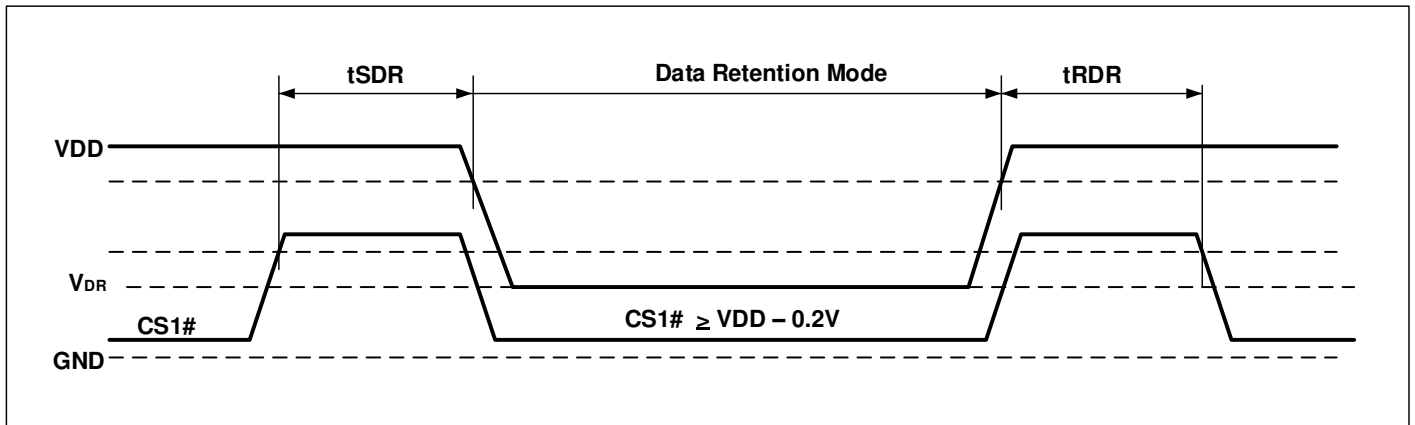 tSDR Data Retention Mode tRDR
VDD
VDR
CS1# CS1# ≥ VDD – 0.2V
GND